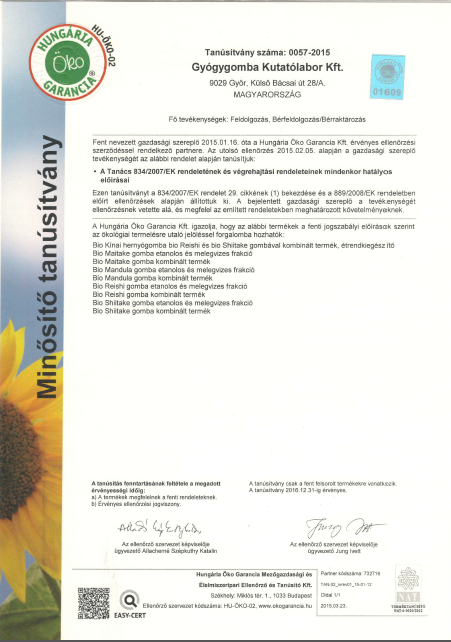 HUNGÁRIA
Öko
GARANCIA
HU-ÖKO-02
Minősítő tanúsítvány
Tanúsítvány száma: 0057-2015
Gyógygomba Kutatólabor Kft.
9029 Győr, Külső Bácsai út 28/A.
MAGYARORSZÁG
01609
Fő tevékenységek: Feldolgozás, Bérfeldolgozás/Bérraktározás
Fent nevezett gazdasági szereplő 2015.01.16. óta a Hungária Öko Garancia Kft. érvényes ellenőrzési
szerződéssel rendelkező partnere. Az utolsó ellenőrzés 2015.02.05. alapján a gazdasági szereplő
tevékenységét az alábbi rendelet alapján tanúsítjuk:
• A Tanács 834/2007/EK rendeletének és végrehajtási rendeleteinek mindenkor hatályos
előírásai
Ezen tanúsítványt a 834/2007/EK rendelet 29. cikkének (1) bekezdése és a 889/2008/EK rendeletben
előírt ellenőrzések alapján állítottuk ki. A bejelentett gazdasági szereplő a tevékenységét
ellenőrzésnek vetette alá, és megfelel az említett rendeletekben meghatározott követelményeknek.
A Hungária Öko Garancia Kft. igazolja, hogy az alábbi termékek a fenti jogszabályi előírások szerint
az ökológiai termelésre utaló jelöléssel forgalomba hozhatók:
Bio Kínai hernyógomba bio Reishi és bio Shiitake gombával kombinált termék, étrendkiegészítő
Bio Maitake gomba etanolos és melegvizes frakció
Bio Maitake gomba kombinált termék
Bio Mandula gomba etanolos és melegvizes frakció
Bio Mandula gomba kombinált termék
Bio Reishi gomba etanolos és melegvizes frakció
Bio Reishi gomba kombinált termék
Bio Shiitake gomba etanolos és melegvizes frakció
Bio Shiitake gomba kombinált termék
A tanúsítás fenntartásának feltétele a megadott
érvényességi időig:
a) A termékek megfeleljenek a fenti rendeleteknek.
b) Érvényes ellenőrzési jogviszony.
A tanúsítvány csak a fent felsorolt termékekre vonatkozik.
A tanúsítvány 2016.12.31-ig érvényes.
Az ellenőrző szervezet képviselője
ügyvezető Allacherné Szépkuthy Katalin
Az ellenőrző szervezet képviselője
ügyvezető Jung Ivett
EASY-CERT
Hungária Öko Garancia Mezőgazdasági és
Élelmiszeripari Ellenőrző és Tanúsító Kft.
Székhely: Miklós tér. 1., 1033 Budapest
Ellenőrző szervezet kódszáma: HU-ÖKO-02, www.okogarancia.hu
Partner kódszáma: 732716
Oldal 1/1
2015.03.23.
NAT